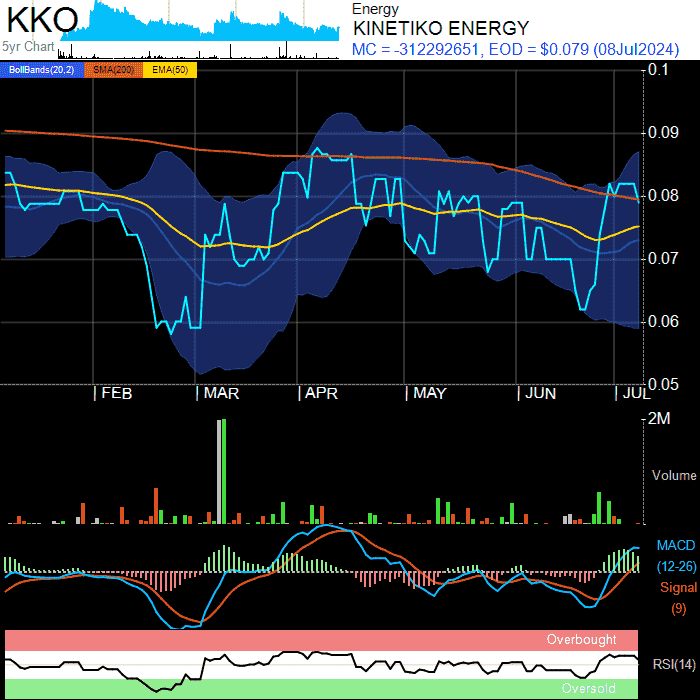 KKO
Energy
KINETIKO ENERGY
5yr Chart
MC = -312292651, EOD = $0.079 (08Jul2024)
BollBands(20,2) SMA(200) EMA(50)
0.1
0.09
0.08
0.07
0.06
0.05
| FEB | MAR | APR | MAY | JUN | JUL
2M
Volume
MACD
(12-26)
Signal
(9)
Overbought
RSI(14)
Oversold